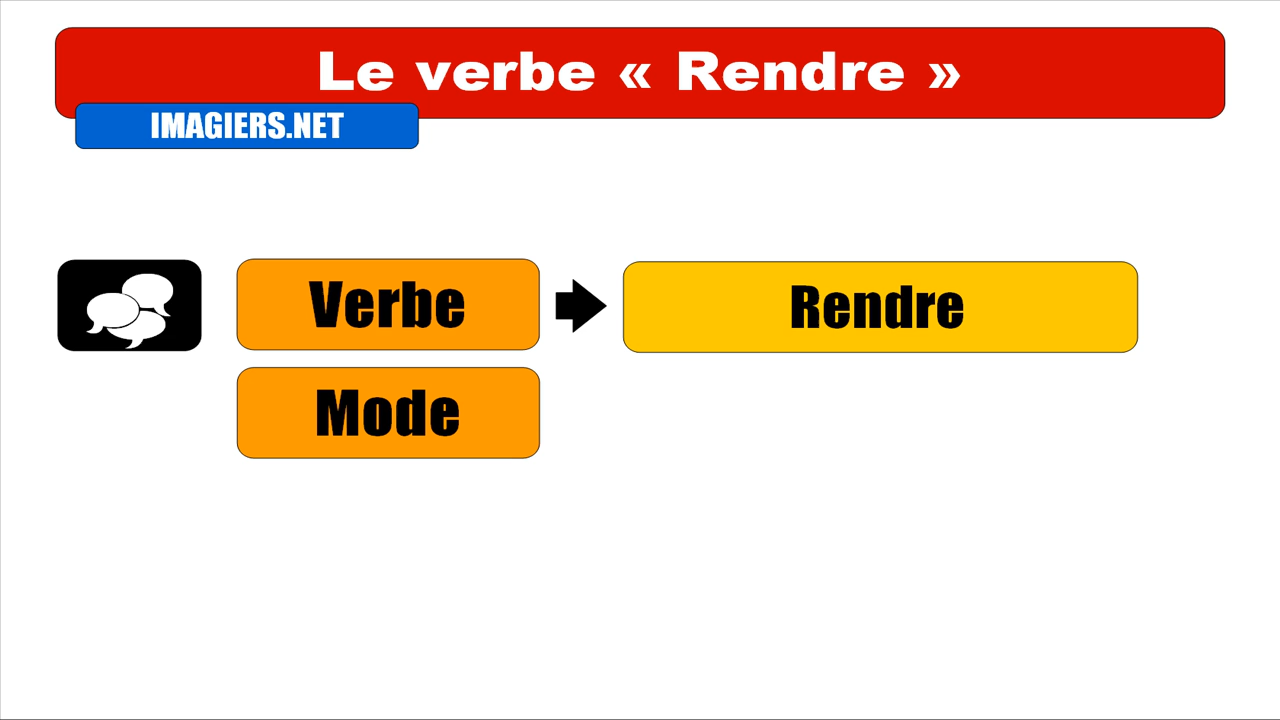 Le verbe « Rendre »
IMAGIERS.NET
Verbe
Rendre
Mode